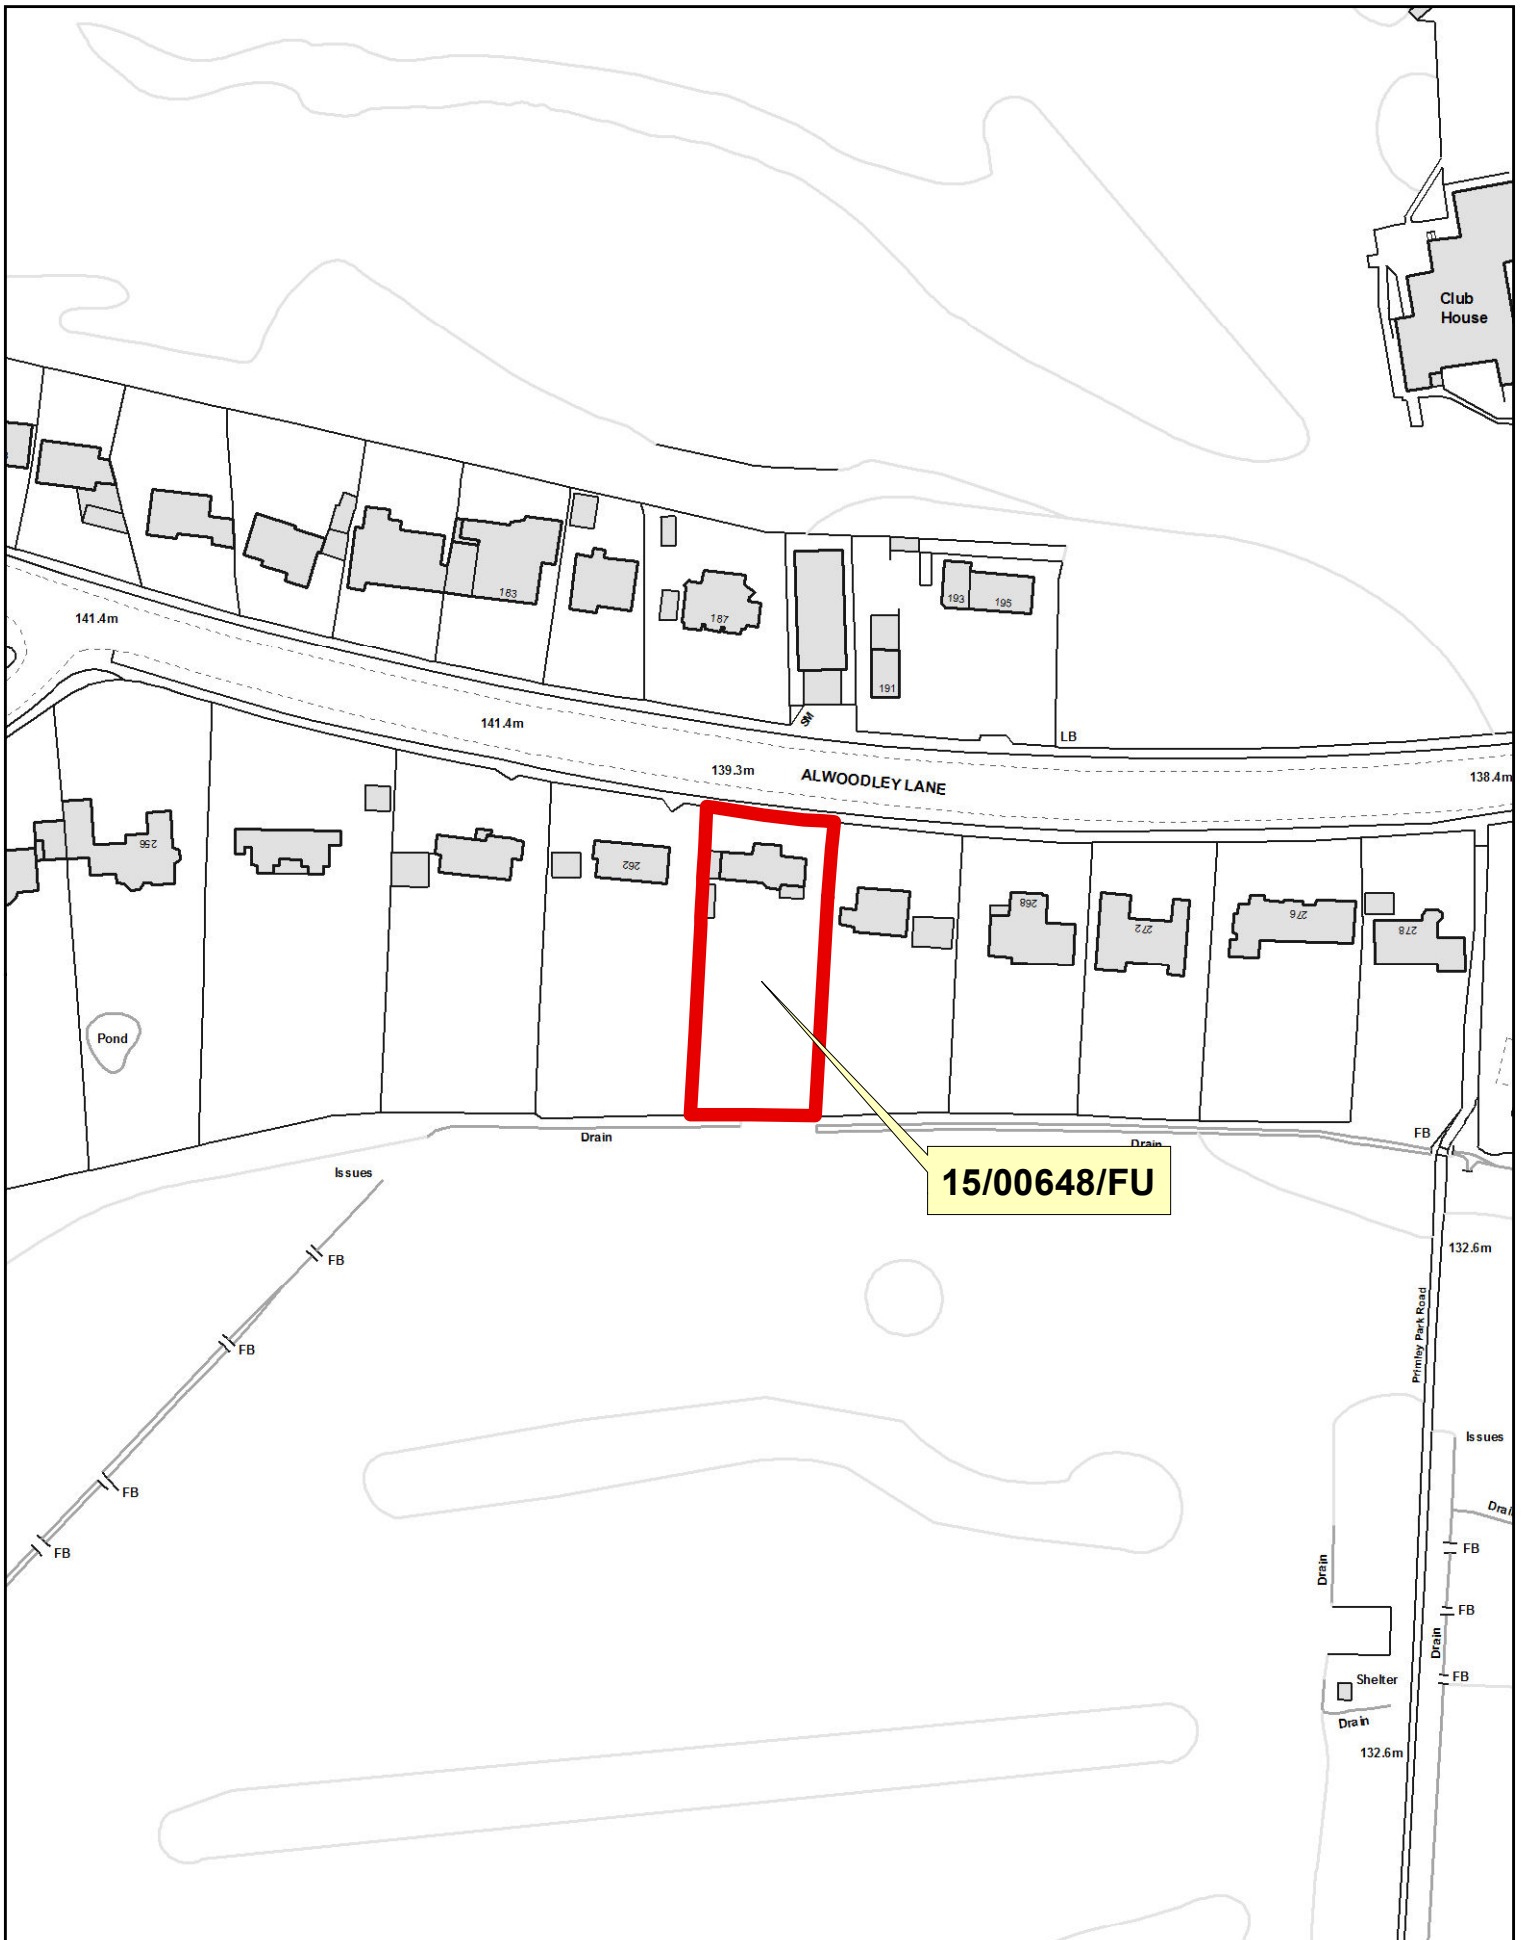 Club
House
183
187
193
195
191
141.4m
141.4m
SM
LB
139.3m
ALWOODLEY LANE
138.4m
256
262
268
272
276
278
Pond
Drain
Drain
FB
Issues
15/00648/FU
FB
132.6m
Primley Park Road
FB
Issues
FB
Drain
FB
FB
Drain
FB
Drain
Shelter
FB
Drain
132.6m